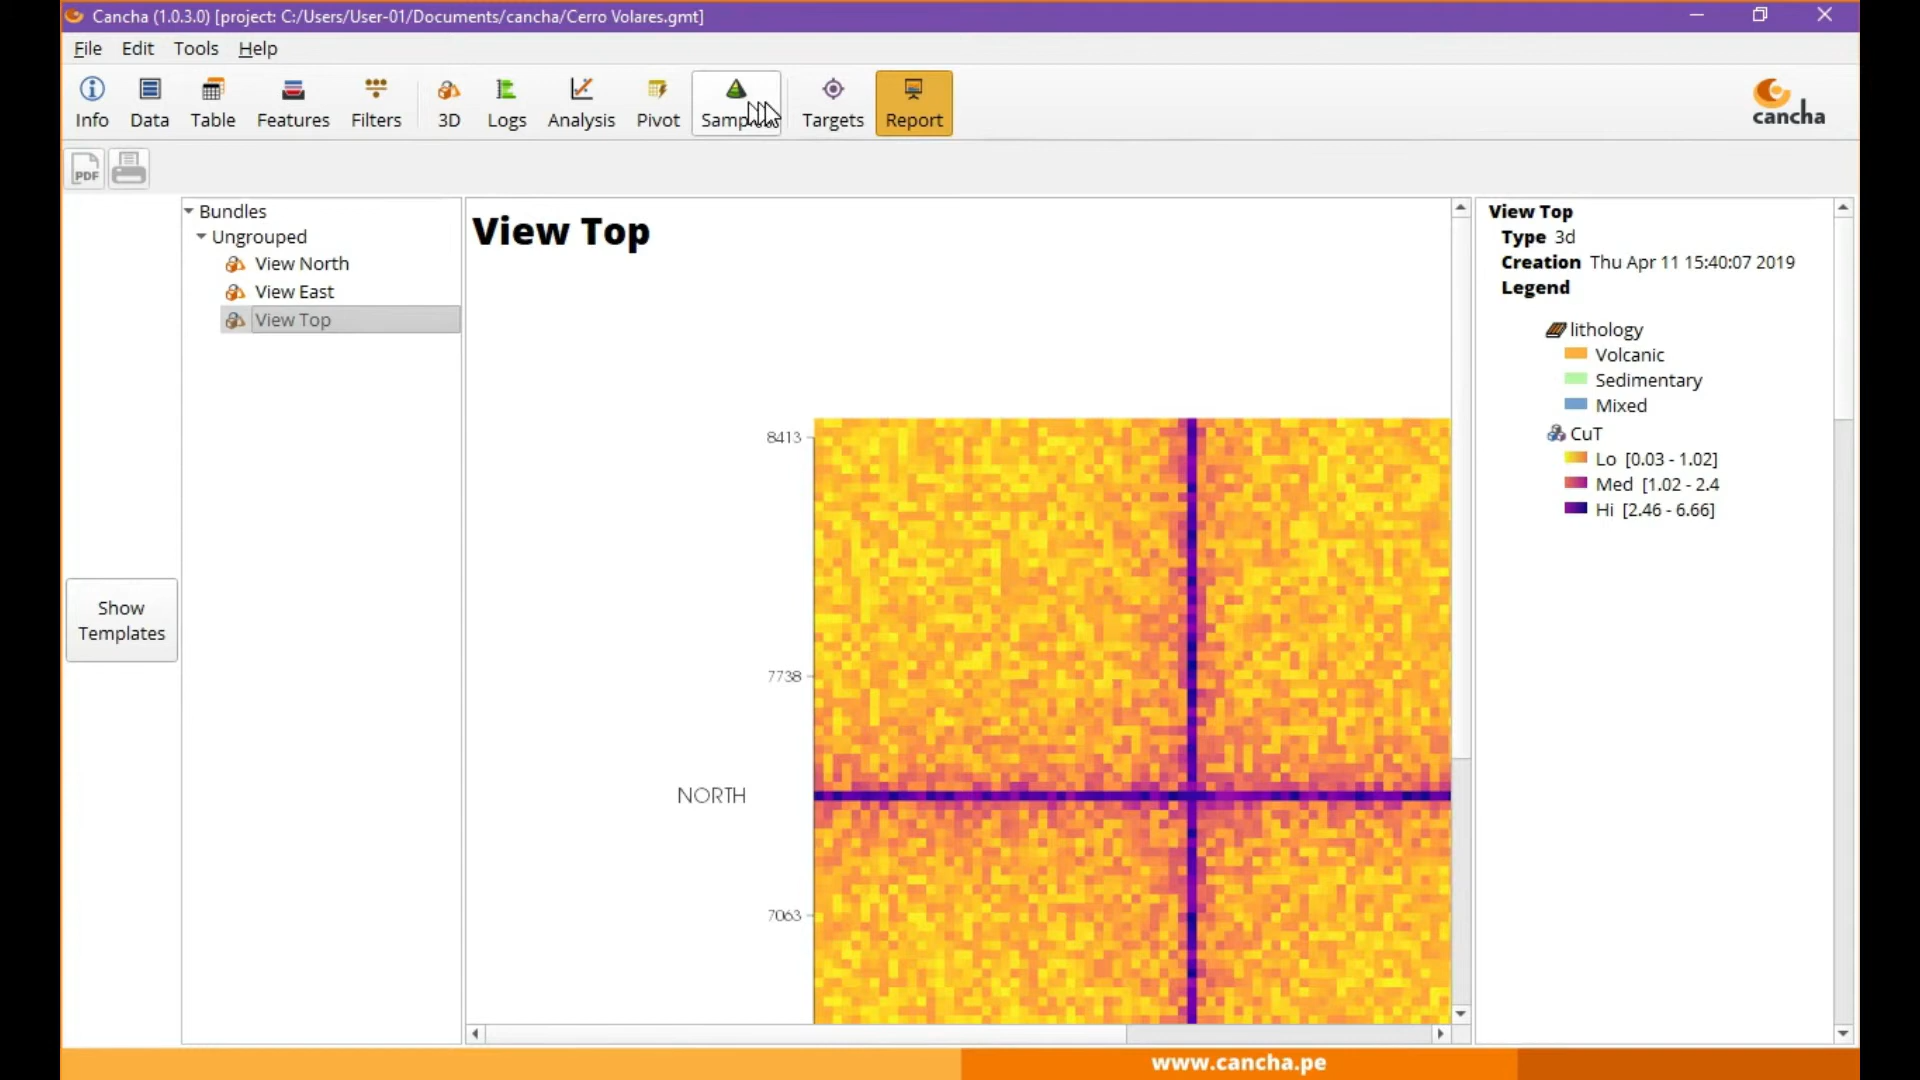 Cancha (1.0.3.0) [project: C:/Users/User-01/Documents/cancha/Cerro Volares.gmt]
File Edit Tools Help
Info Data Table Features Filters 3D Logs Analysis Pivot Targets Report
cancha
PDF
Bundles
Ungrouped
View North
View East
View Top
Show
Templates
View Top
8413
7738
NORTH
7063
View Top
Type 3d
Creation Thu Apr 11 15:40:07 2019
Legend
lithology
Volcanic
Sedimentary
Mixed
CuT
Lo [0.03 - 1.02]
Med [1.02 - 2.4
Hi [2.46 - 6.66]
www.cancha.pe